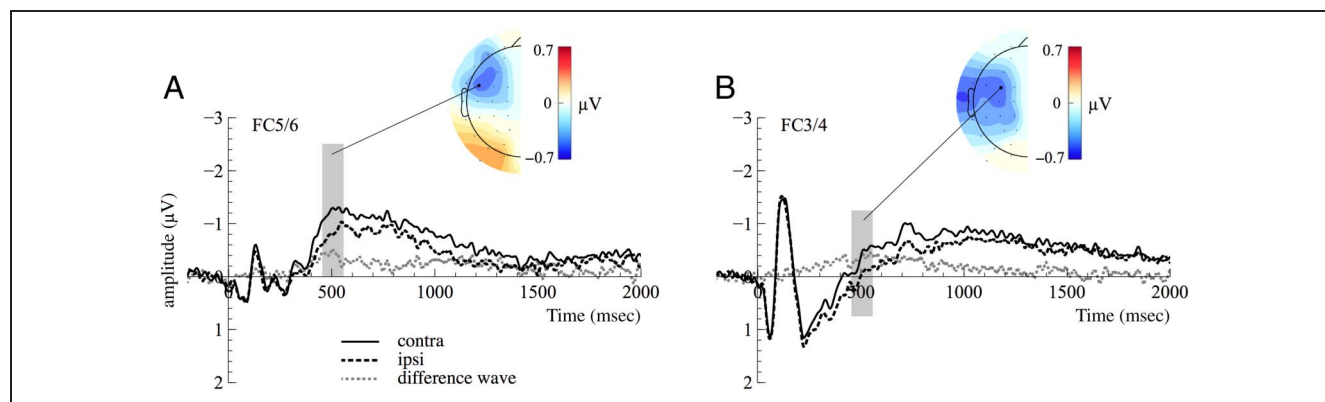 A
FC5/6
0.7
0
−0.7
μV
−3
−2
−1
0
1
2
amplitude (μV)
0
500
1000
1500
2000
Time (msec)
contra
ipsi
difference wave
B
FC3/4
0.7
0
−0.7
μV
−3
−2
−1
0
1
2
0
500
1000
1500
2000
Time (msec)